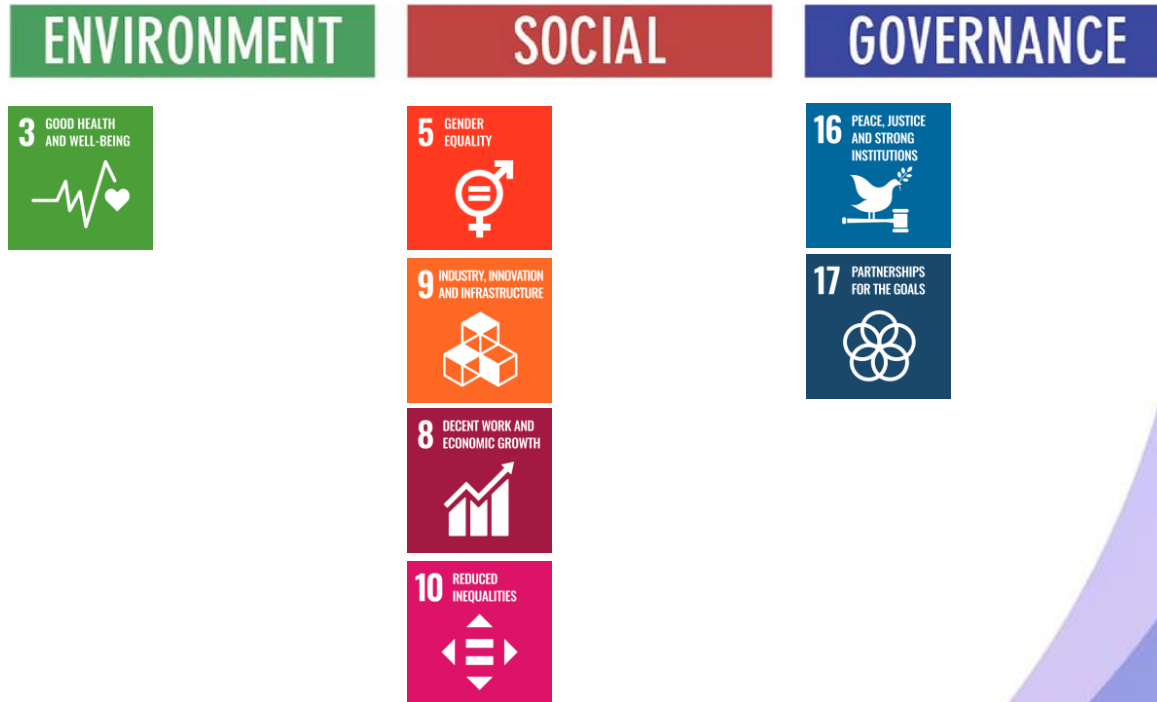 ENVIRONMENT
SOCIAL
GOVERNANCE
3 GOOD HEALTH
AND WELL-BEING
5 GENDER
EQUALITY
9 INDUSTRY, INNOVATION
AND INFRASTRUCTURE
8 DECENT WORK AND
ECONOMIC GROWTH
10 REDUCED
INEQUALITIES
16 PEACE, JUSTICE
AND STRONG
INSTITUTIONS
17 PARTNERSHIPS
FOR THE GOALS